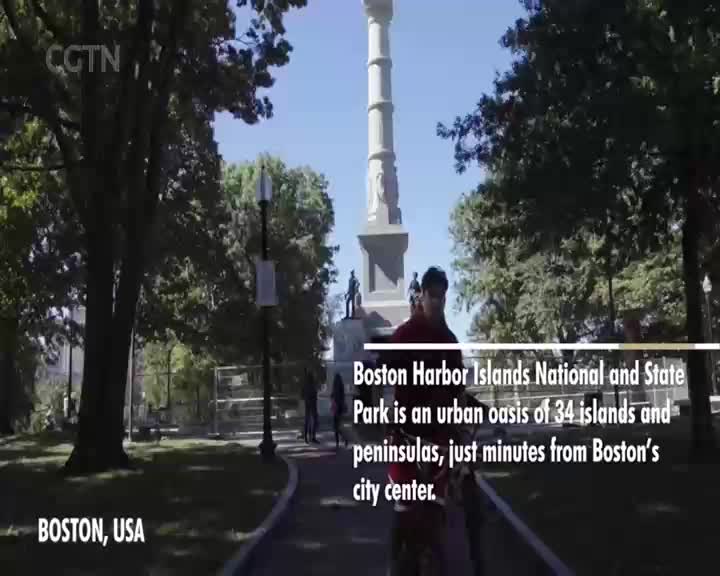 CGTN
Boston Harbor Islands National and State
Park is an urban oasis of 34 islands and
peninsulas, just minutes from Boston's
city center.
BOSTON, USA